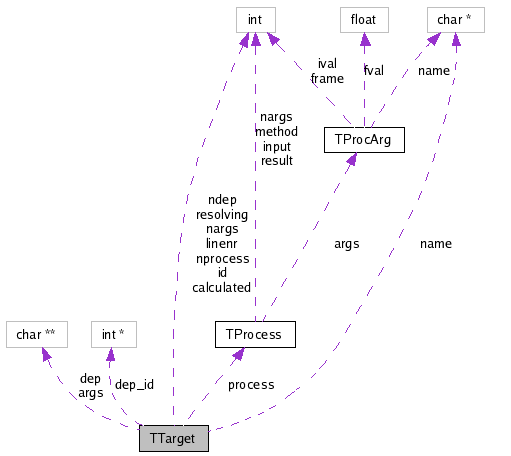 int
float
char *
ival
frame
fval
name
nargs
method
input
result
TProcArg
ndep
resolving
nargs
linenr
nprocess
id
calculated
args
name
char **
int *
TProcess
dep
args
dep_id
process
TTarget